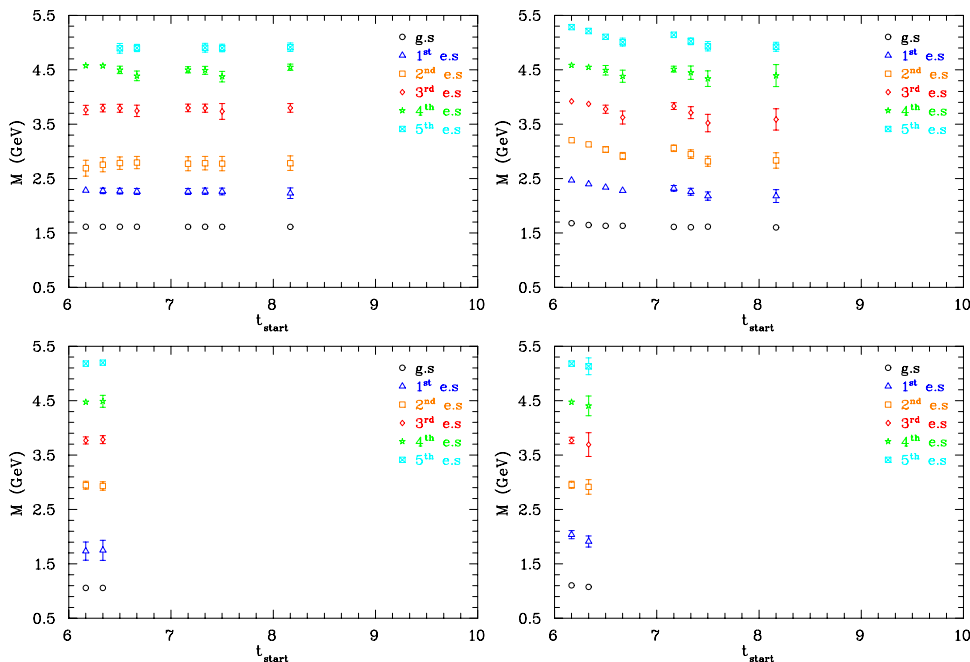 5.5
4.5
3.5
2.5
1.5
0.5
M (GeV)
g.s
1st e.s
2nd e.s
3rd e.s
4th e.s
5th e.s
6 7 8 9 10
t_start
5.5
4.5
3.5
2.5
1.5
0.5
M (GeV)
g.s
1st e.s
2nd e.s
3rd e.s
4th e.s
5th e.s
6 7 8 9 10
t_start
5.5
4.5
3.5
2.5
1.5
0.5
M (GeV)
g.s
1st e.s
2nd e.s
3rd e.s
4th e.s
5th e.s
6 7 8 9 10
t_start
5.5
4.5
3.5
2.5
1.5
0.5
M (GeV)
g.s
1st e.s
2nd e.s
3rd e.s
4th e.s
5th e.s
6 7 8 9 10
t_start